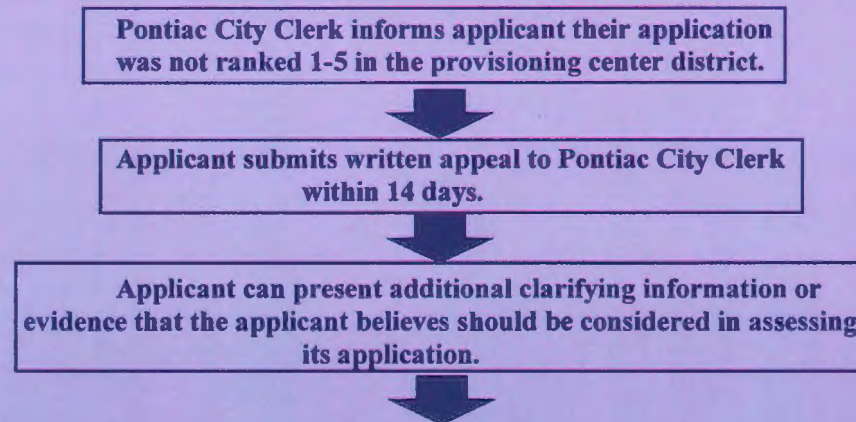 Pontiac City Clerk informs applicant their application
was not ranked 1-5 in the provisioning center district.
Applicant submits written appeal to Pontiac City Clerk
within 14 days.
Applicant can present additional clarifying information or
evidence that the applicant believes should be considered in assessing
its application.